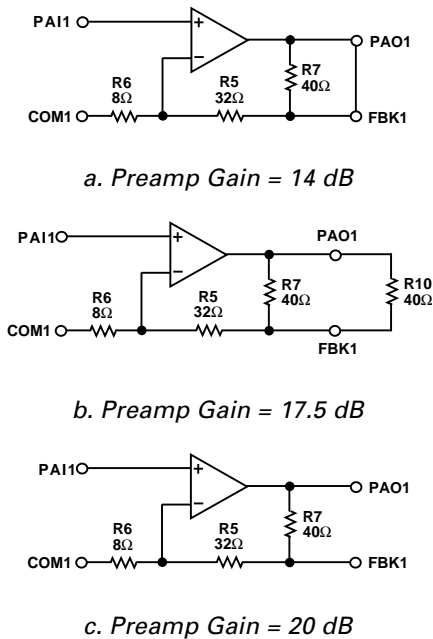 PAI1
+
−
PAO1
R6
8Ω
R5
32Ω
R7
40Ω
COM1
FBK1
a. Preamp Gain = 14 dB
PAI1
+
−
PAO1
R6
8Ω
R5
32Ω
R7
40Ω
R10
40Ω
COM1
FBK1
b. Preamp Gain = 17.5 dB
PAI1
+
−
PAO1
R6
8Ω
R5
32Ω
R7
40Ω
COM1
FBK1
c. Preamp Gain = 20 dB